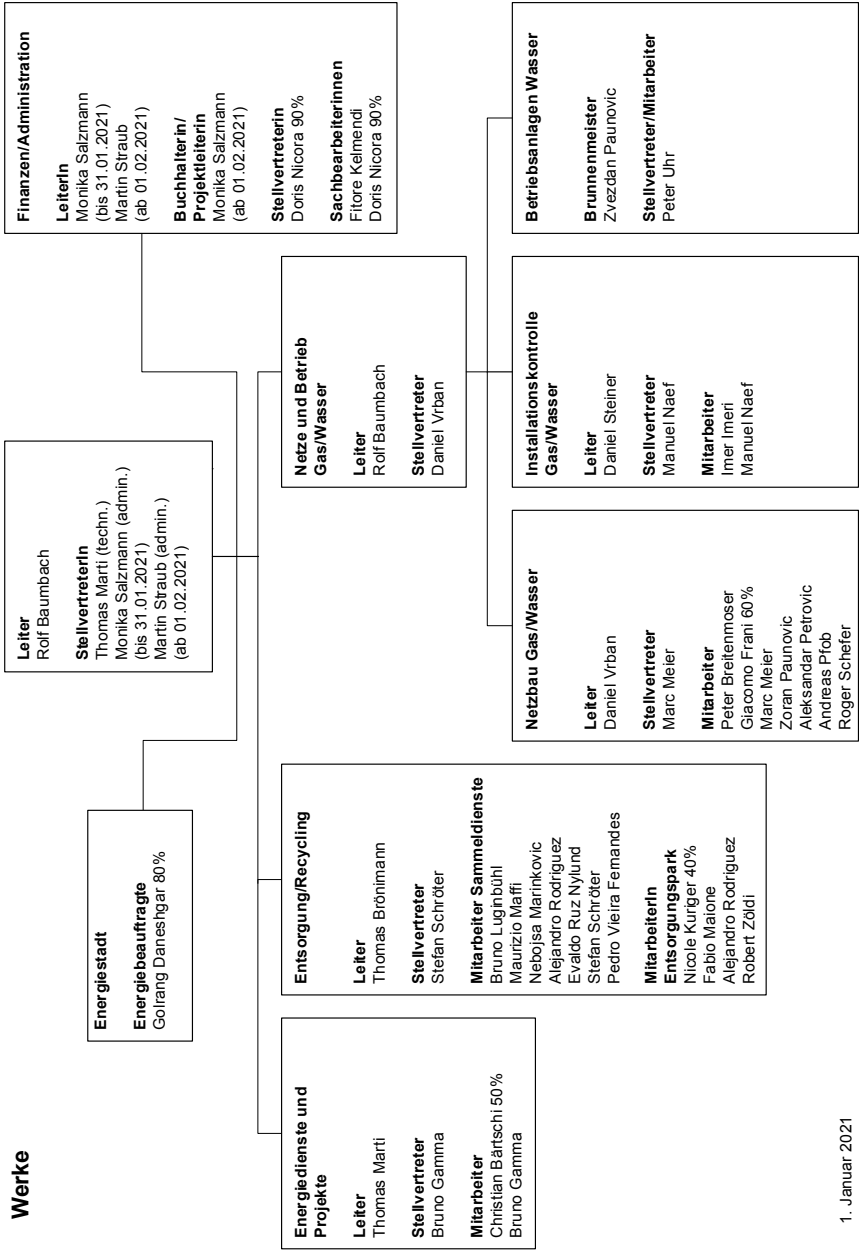 Werke
Leiter
Rolf Baumbach
StellvertreterIn
Thomas Marti (techn.)
Monika Salzmann (admin.)
(bis 31.01.2021)
Martin Straub (admin.)
(ab 01.02.2021)
Energiestadt
Energiebeauftragte
Golrang Daneshgar 80%
Finanzen/Administration
LeiterIn
Monika Salzmann
(bis 31.01.2021)
Martin Straub
(ab 01.02.2021)
Buchhalterin/
Projektleiterin
Monika Salzmann
(ab 01.02.2021)
Stellvertreterin
Doris Nicora 90%
Sachbearbeiterinnen
Fitore Kelmendi
Doris Nicora 90%
Energiedienste und
Projekte
Leiter
Thomas Marti
Stellvertreter
Bruno Gamma
Mitarbeiter
Christian Bärtschi 50%
Bruno Gamma
Entsorgung/Recycling
Leiter
Thomas Brönimann
Stellvertreter
Stefan Schröter
Mitarbeiter Sammeldienste
Bruno Luginbühl
Maurizio Maffi
Nebojsa Marinkovic
Alejandro Rodriguez
Evaldo Ruz Nylund
Stefan Schröter
Pedro Vieira Fernandes
MitarbeiterIn
Entsorgungspark
Nicole Kuriger 40%
Fabio Maione
Alejandro Rodriguez
Robert Zöldi
Netze und Betrieb
Gas/Wasser
Leiter
Rolf Baumbach
Stellvertreter
Daniel Vrban
Netzbau Gas/Wasser
Leiter
Daniel Vrban
Stellvertreter
Marc Meier
Mitarbeiter
Peter Breitenmoser
Giacomo Frani 60%
Marc Meier
Zoran Paunovic
Aleksandar Petrovic
Andreas Pfob
Roger Schefer
Installationskontrolle
Gas/Wasser
Leiter
Daniel Steiner
Stellvertreter
Manuel Naef
Mitarbeiter
Imer Imeri
Manuel Naef
Betriebsanlagen Wasser
Brunnenmeister
Zvezdan Paunovic
Stellvertreter/Mitarbeiter
Peter Uhr
1. Januar 2021